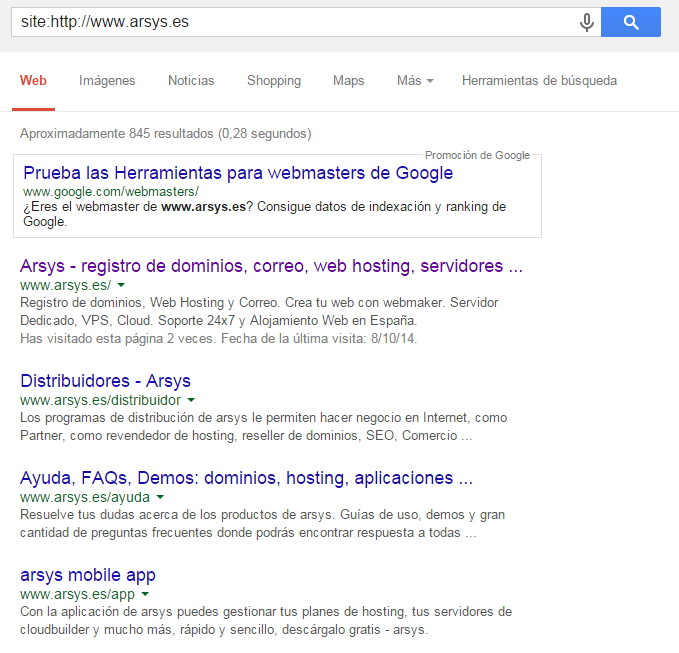 site:http://www.arsys.es
Web Imágenes Noticias Shopping Maps Más Herramientas de búsqueda
Aproximadamente 845 resultados (0,28 segundos)
Promoción de Google
Prueba las Herramientas para webmasters de Google
www.google.com/webmasters/
¿Eres el webmaster de www.arsys.es? Consigue datos de indexación y ranking de
Google.
Arsys - registro de dominios, correo, web hosting, servidores ...
www.arsys.es/
Registro de dominios, Web Hosting y Correo. Crea tu web con webmaker. Servidor
Dedicado, VPS, Cloud. Soporte 24x7 y Alojamiento Web en España.
Has visitado esta página 2 veces. Fecha de la última visita: 8/10/14.
Distribuidores - Arsys
www.arsys.es/distribuidor
Los programas de distribución de arsys le permiten hacer negocio en Internet, como
Partner, como revendedor de hosting, reseller de dominios, SEO, Comercio ...
Ayuda, FAQs, Demos: dominios, hosting, aplicaciones ...
www.arsys.es/ayuda
Resuelve tus dudas acerca de los productos de arsys. Guías de uso, demos y gran
cantidad de preguntas frecuentes donde podrás encontrar respuesta a todas ...
arsys mobile app
www.arsys.es/app
Con la aplicación de arsys puedes gestionar tus planes de hosting, tus servidores de
cloudbuilder y mucho más, rápido y sencillo, descárgalo gratis - arsys.